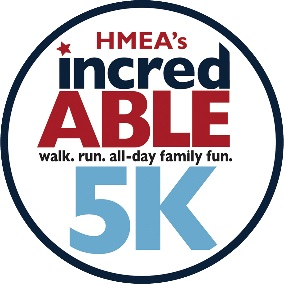 HMEA's
incred
ABLE
walk. run. all-day family fun.
5K